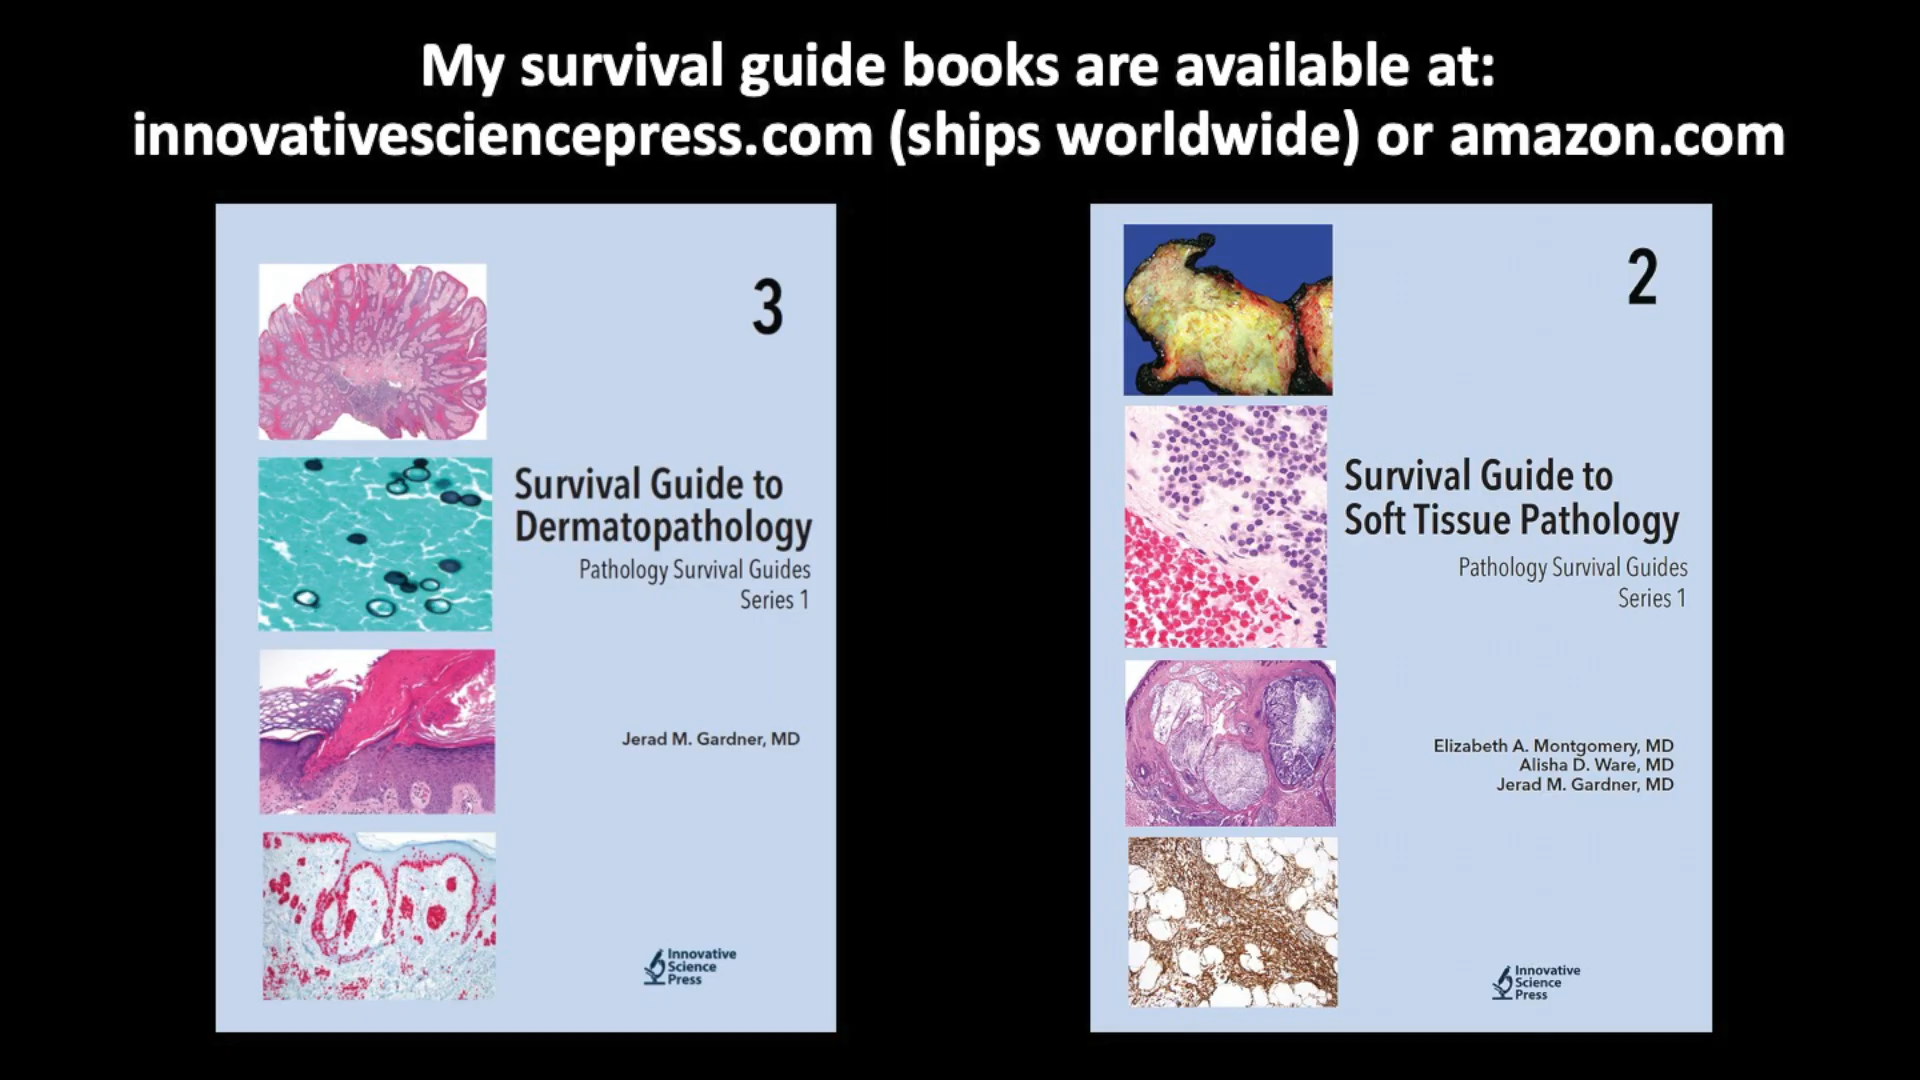 My survival guide books are available at:
innovativesciencepress.com (ships worldwide) or amazon.com
3
Survival Guide to
Dermatopathology
Pathology Survival Guides
Series 1
Jerad M. Gardner, MD
Innovative
Science
Press
2
Survival Guide to
Soft Tissue Pathology
Pathology Survival Guides
Series 1
Elizabeth A. Montgomery, MD
Alisha D. Ware, MD
Jerad M. Gardner, MD
Innovative
Science
Press